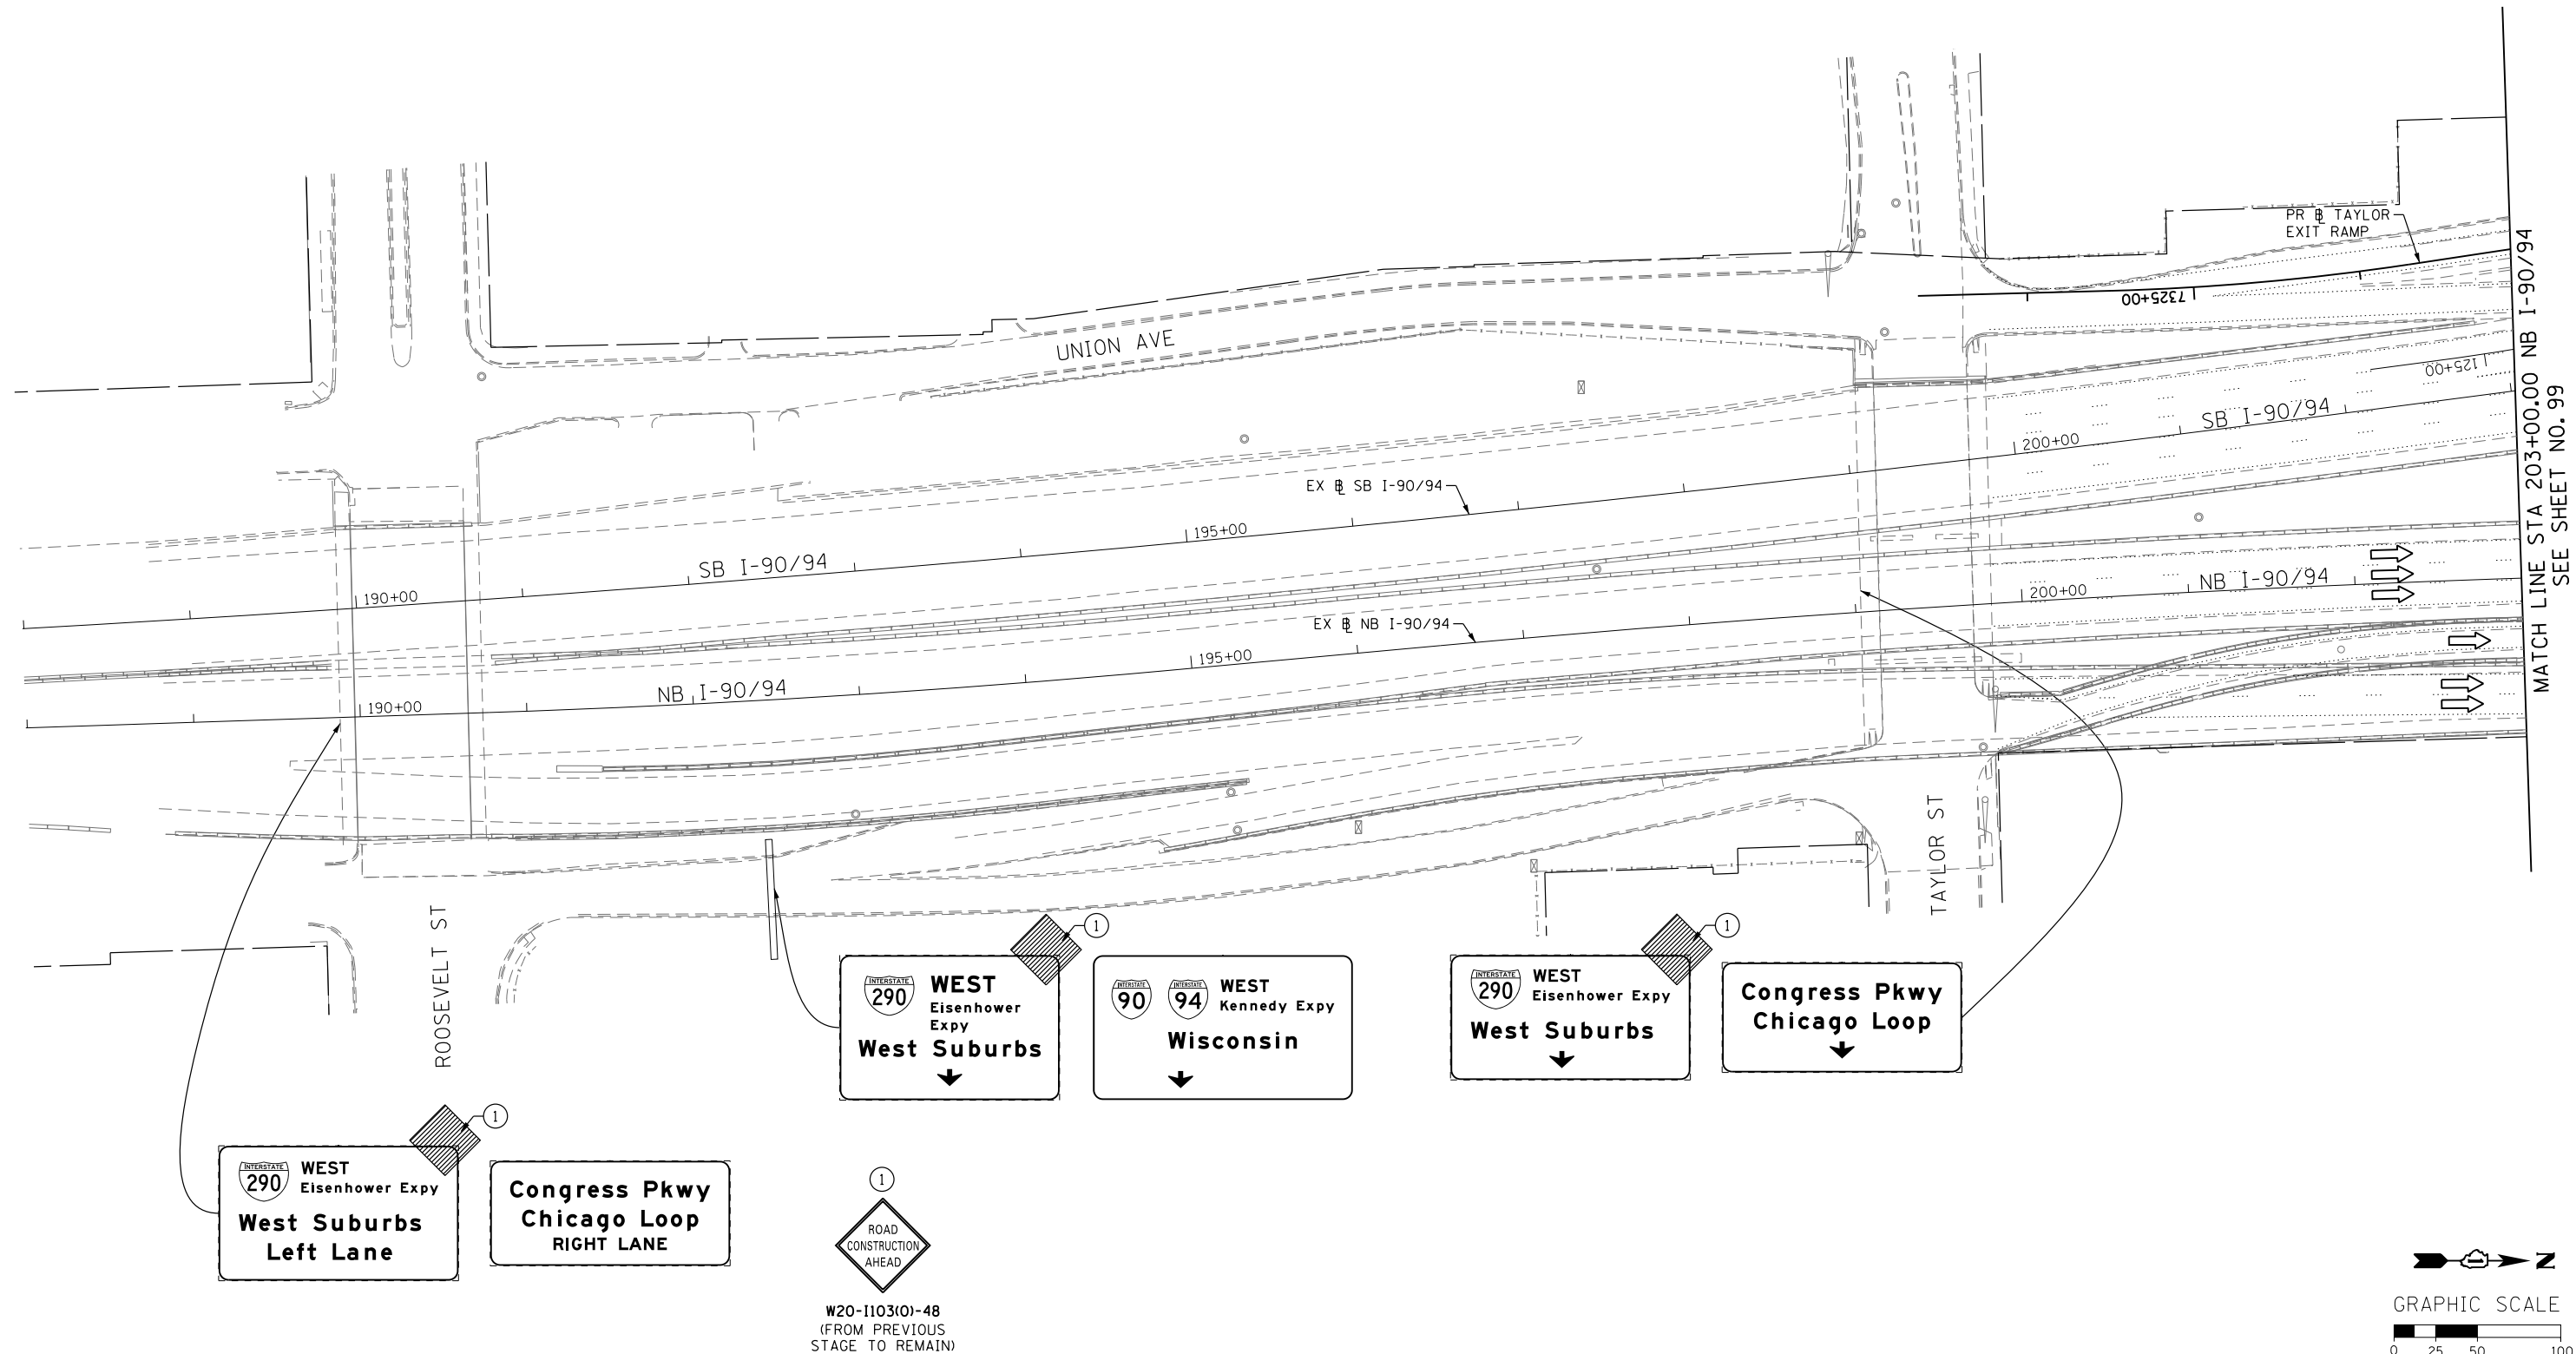 PR B TAYLOR
EXIT RAMP
7325+00
125+00
UNION AVE
SB I-90/94
200+00
EX B SB I-90/94
195+00
SB I-90/94
190+00
NB I-90/94
200+00
EX B NB I-90/94
195+00
NB I-90/94
190+00
MATCH LINE STA 203+00.00 NB I-90/94
SEE SHEET NO. 99
ROOSEVELT ST
TAYLOR ST
1
INTERSTATE
290
WEST
Eisenhower
Expy
West Suburbs
INTERSTATE
90
INTERSTATE
94
WEST
Kennedy Expy
Wisconsin
1
INTERSTATE
290
WEST
Eisenhower Expy
West Suburbs
Congress Pkwy
Chicago Loop
1
INTERSTATE
290
WEST
Eisenhower Expy
West Suburbs
Left Lane
Congress Pkwy
Chicago Loop
RIGHT LANE
1
ROAD
CONSTRUCTION
AHEAD
W20-I103(O)-48
(FROM PREVIOUS
STAGE TO REMAIN)
N
GRAPHIC SCALE
0 25 50 100